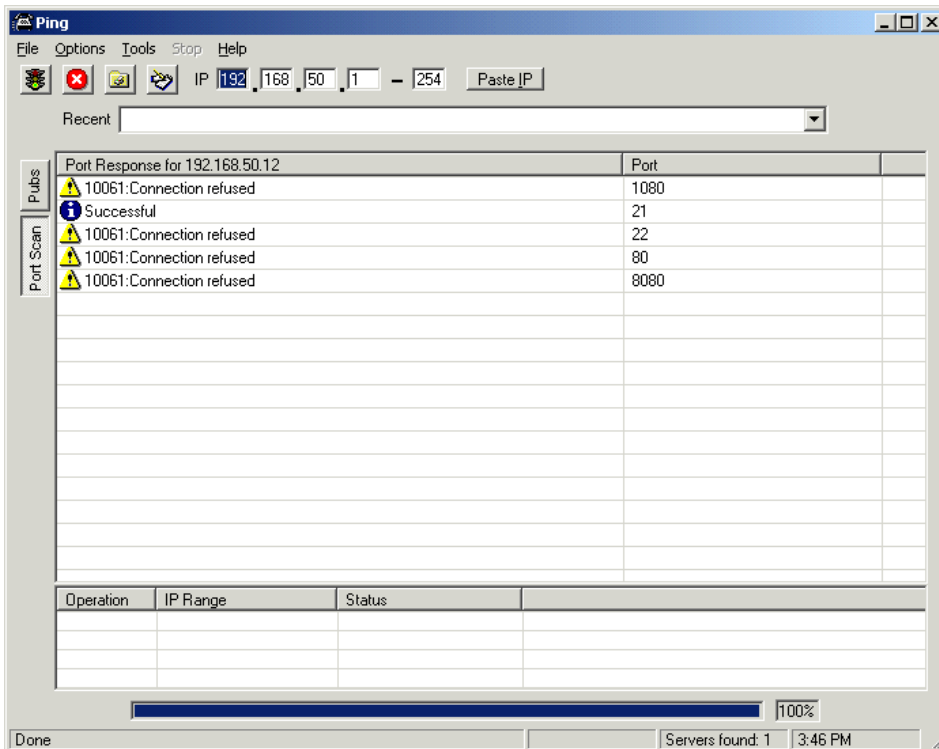 Ping
File Options Tools Stop Help
IP 192 . 168 . 50 . 1 – 254 Paste IP
Recent
Pubs
Port Scan
Port Response for 192.168.50.12 Port
10061:Connection refused 1080
Successful 21
10061:Connection refused 22
10061:Connection refused 80
10061:Connection refused 8080
Operation IP Range Status
100%
Done Servers found: 1 3:46 PM